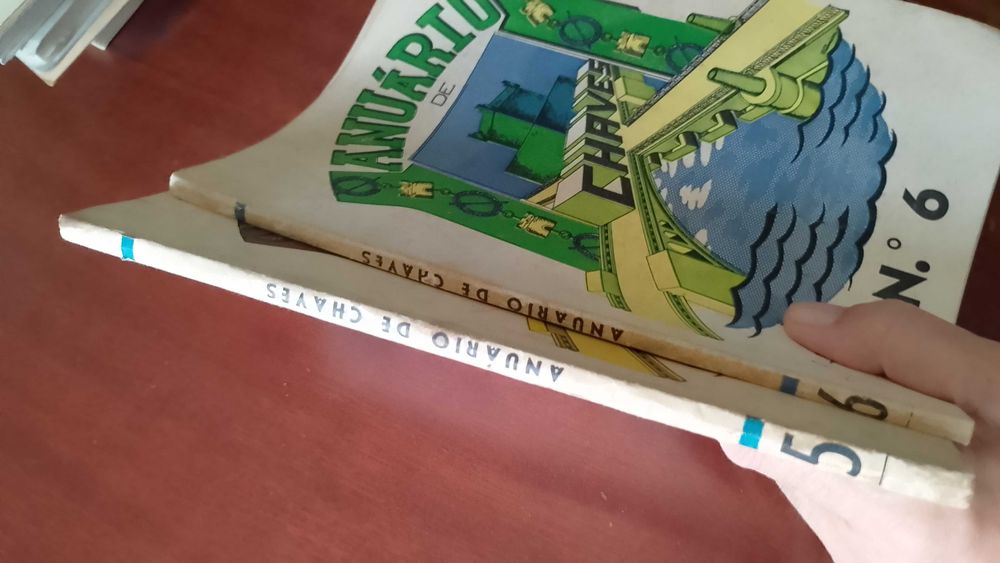 ANUÁRIO
DE
CHAVES
N.º 6
ANUÁRIO DE CHAVES
6
ANUÁRIO DE CHAVES
5